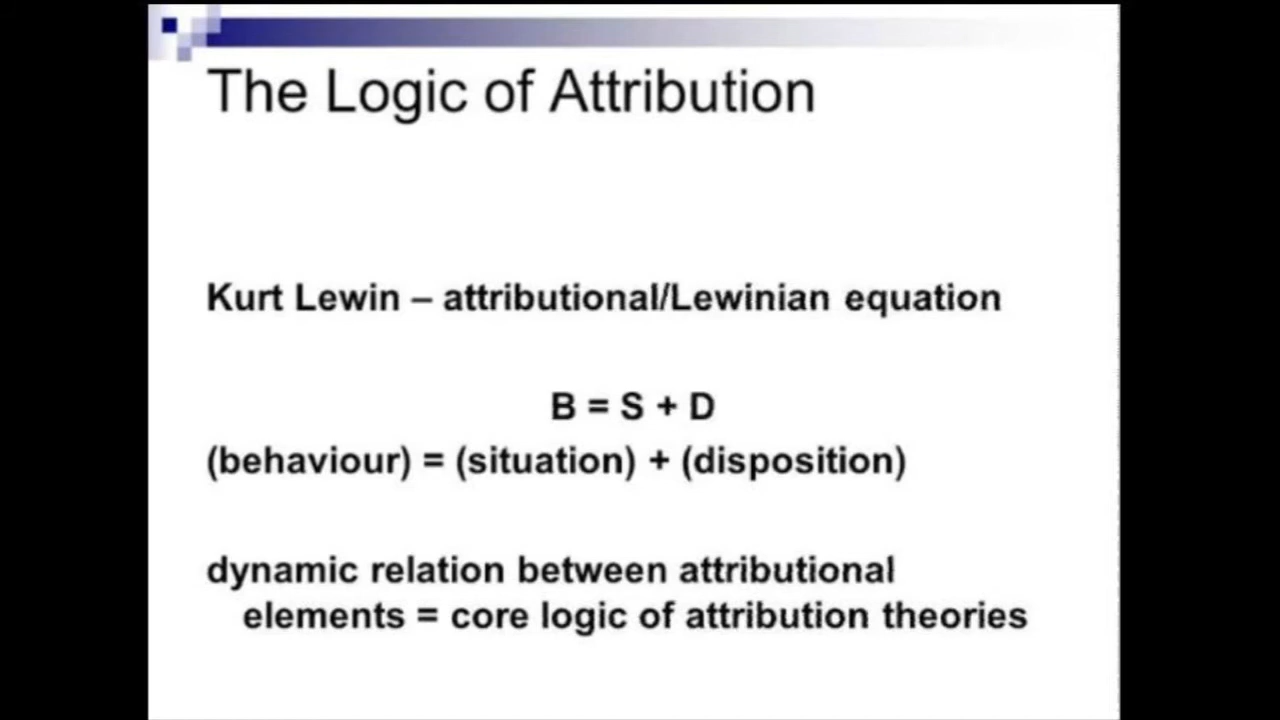 The Logic of Attribution
Kurt Lewin – attributional/Lewinian equation
B = S + D
(behaviour) = (situation) + (disposition)
dynamic relation between attributional
elements = core logic of attribution theories